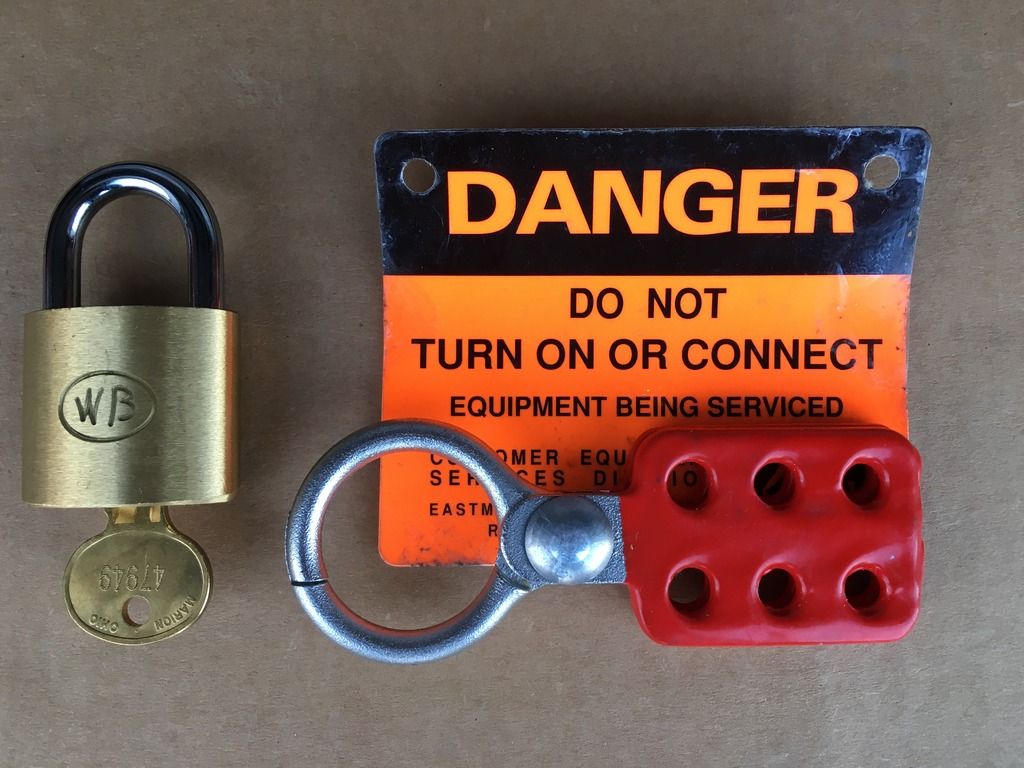 WB
47949
MARION
OHIO
DANGER
DO NOT
TURN ON OR CONNECT
EQUIPMENT BEING SERVICED